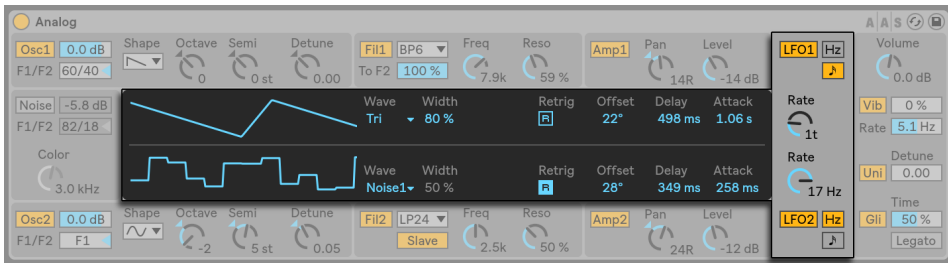 Analog A A S
Osc1 0.0 dB Shape Octave Semi Detune Fil1 BP6 Freq Reso Amp1 Pan Level LFO1 Hz Volume
F1/F2 60/40 0 0 st 0.00 To F2 100 % 7.9k 59 % 14R -14 dB 0.0 dB
Noise -5.8 dB Wave Width Retrig Offset Delay Attack Rate Vib 0 %
F1/F2 82/18 Tri 80 % R 22° 498 ms 1.06 s 1t Rate 5.1 Hz
Color Rate Detune
3.0 kHz Wave Width Retrig Offset Delay Attack 17 Hz Uni 0.00
Noise1 50 % R 28° 349 ms 258 ms
Osc2 0.0 dB Shape Octave Semi Detune Fil2 LP24 Freq Reso Amp2 Pan Level LFO2 Hz Time
Gli 50 %
F1/F2 F1 -2 5 st 0.05 Slave 2.5k 50 % 24R -12 dB Legato